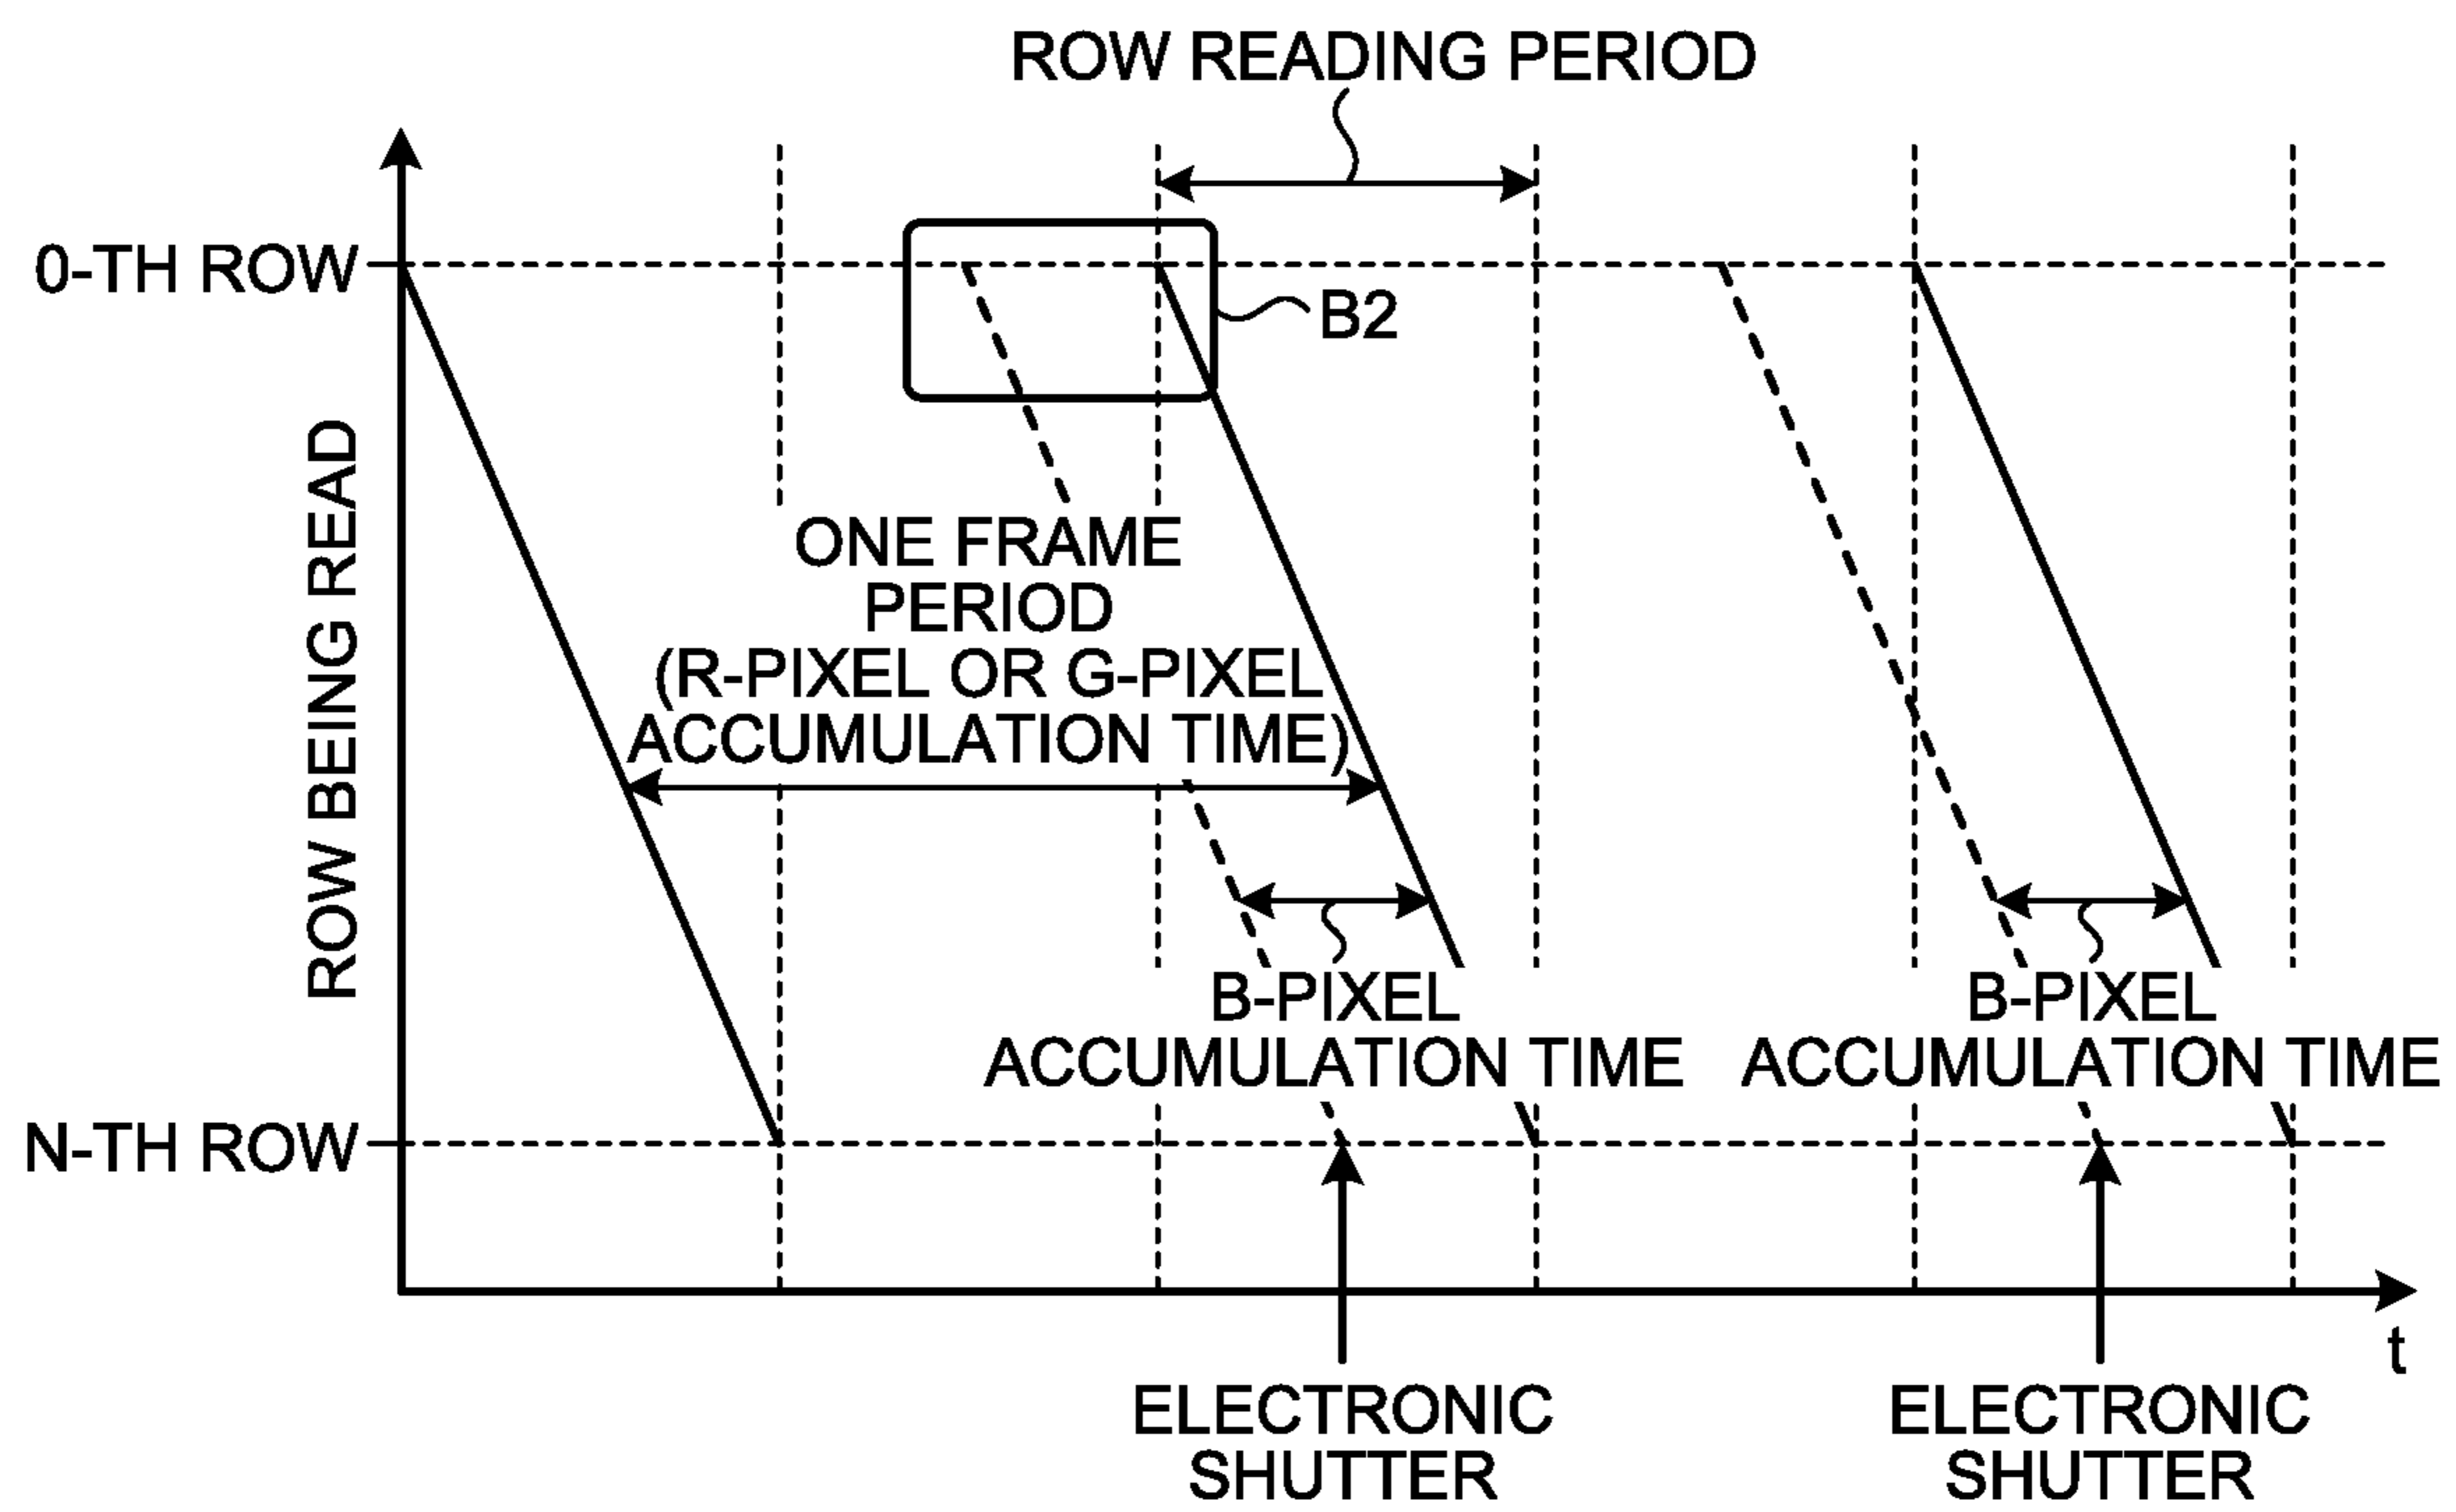 ROW READING PERIOD
0-TH ROW
B2
ROW BEING READ
ONE FRAME
PERIOD
(R-PIXEL OR G-PIXEL
ACCUMULATION TIME)
B-PIXEL
ACCUMULATION TIME
B-PIXEL
ACCUMULATION TIME
N-TH ROW
t
ELECTRONIC
SHUTTER
ELECTRONIC
SHUTTER